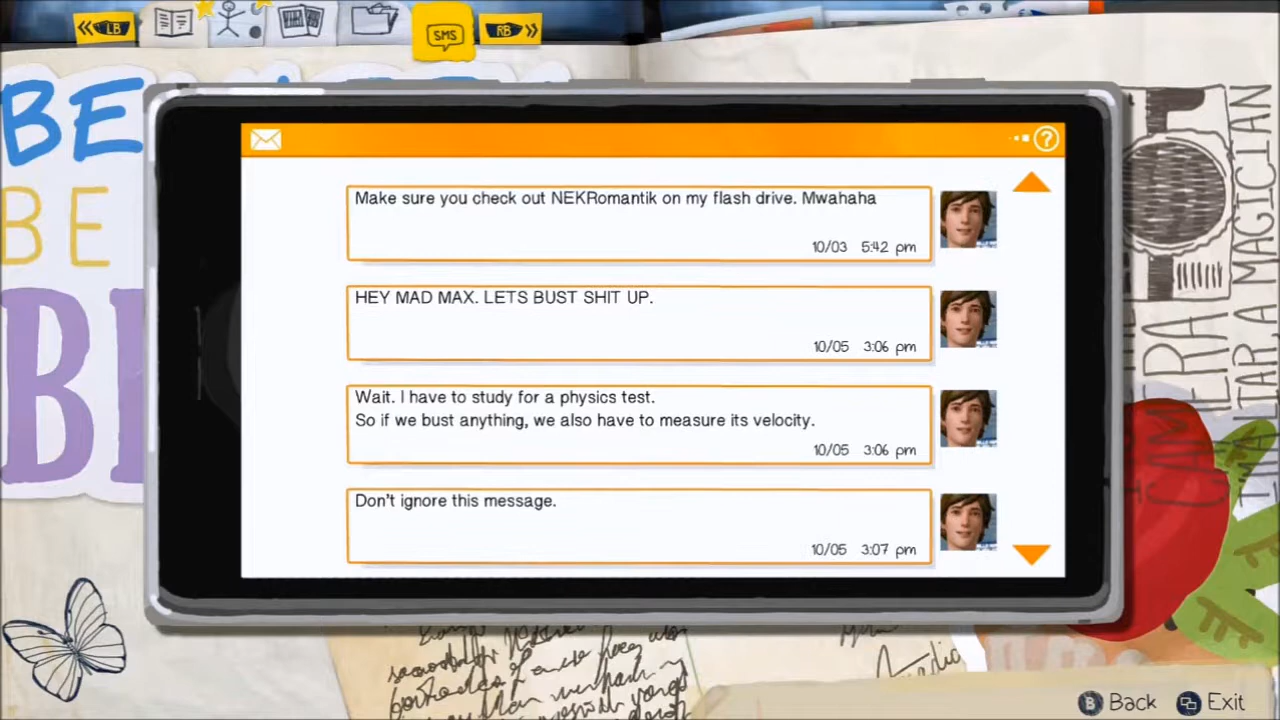 LB
SMS
RB
BE
BE
Make sure you check out NEKRomantik on my flash drive. Mwahaha
10/03 5:42 pm
HEY MAD MAX. LETS BUST SHIT UP.
10/05 3:06 pm
Wait. I have to study for a physics test.
So if we bust anything, we also have to measure its velocity.
10/05 3:06 pm
Don't ignore this message.
10/05 3:07 pm
?
B Back
Exit